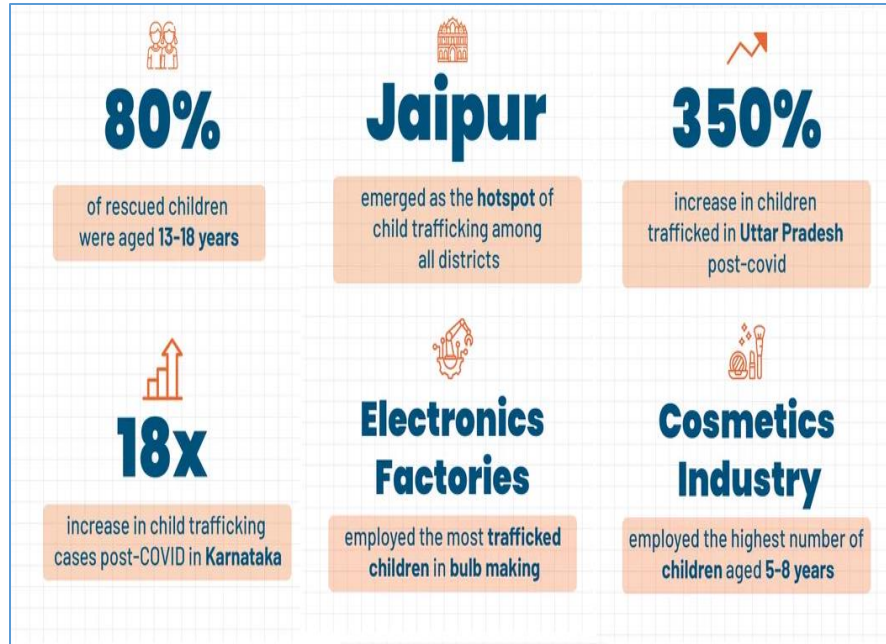 80%
of rescued children
were aged 13-18 years
Jaipur
emerged as the hotspot of
child trafficking among
all districts
350%
increase in children
trafficked in Uttar Pradesh
post-covid
18x
increase in child trafficking
cases post-COVID in Karnataka
Electronics
Factories
employed the most trafficked
children in bulb making
Cosmetics
Industry
employed the highest number of
children aged 5-8 years